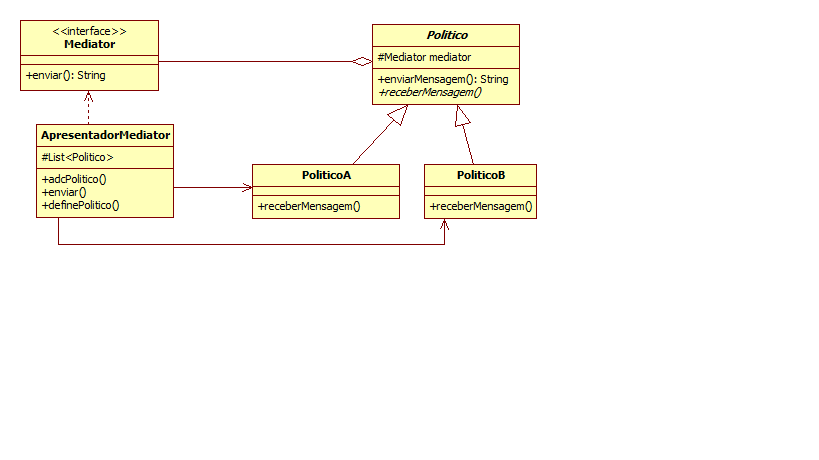 <<interface>>
Mediator
+enviar(): String
Politico
#Mediator mediator
+enviarMensagem(): String
+receberMensagem()
ApresentadorMediator
#List<Politico>
+adcPolitico()
+enviar()
+definePolitico()
PoliticoA
+receberMensagem()
PoliticoB
+receberMensagem()